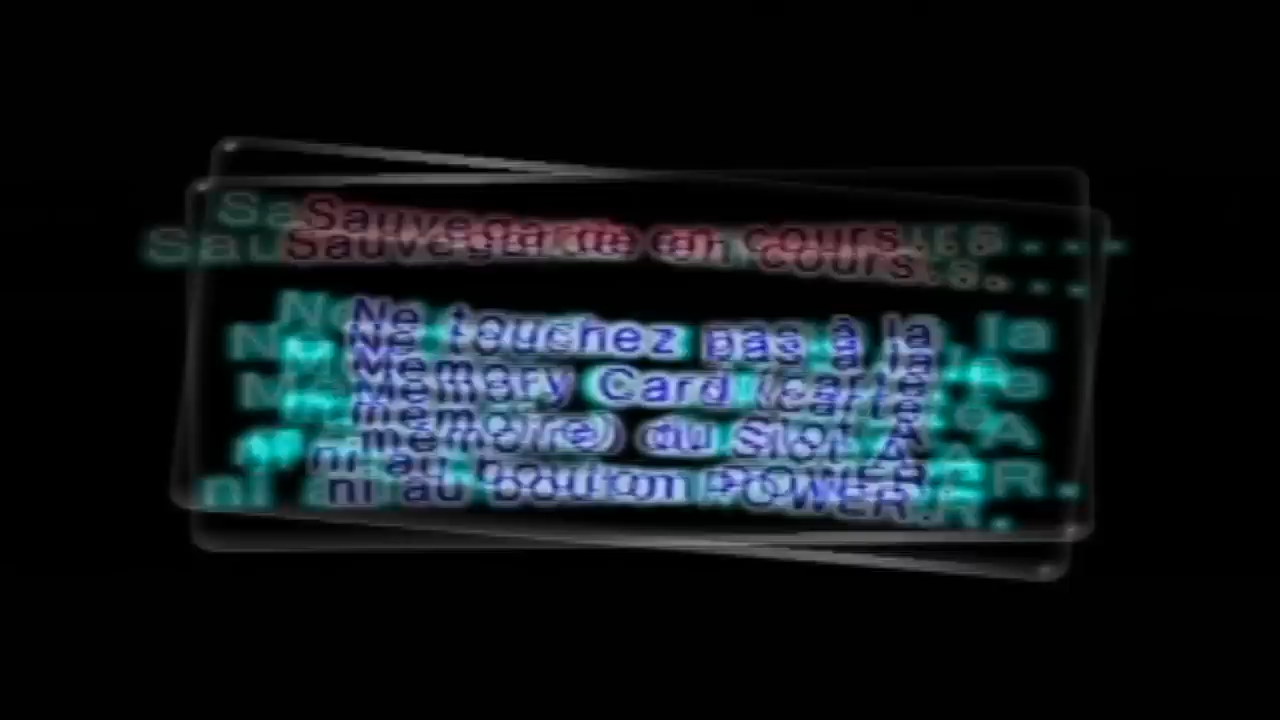 Sauvegarde en cours...
Ne touchez pas à la
Memory Card (carte
mémoire) du Slot A
ni au bouton POWER.